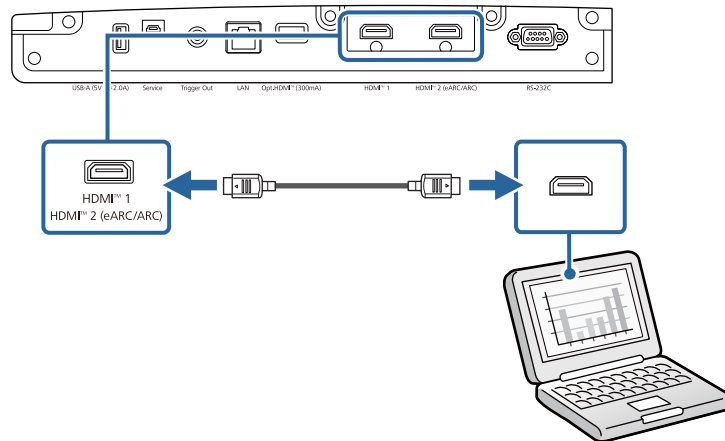 USB-A (5V ⎓ 2.0A) Service Trigger Out LAN Opt.HDMI™(300mA) HDMI™ 1 HDMI™ 2 (eARC/ARC) RS-232C
HDMI™ 1
HDMI™ 2 (eARC/ARC)